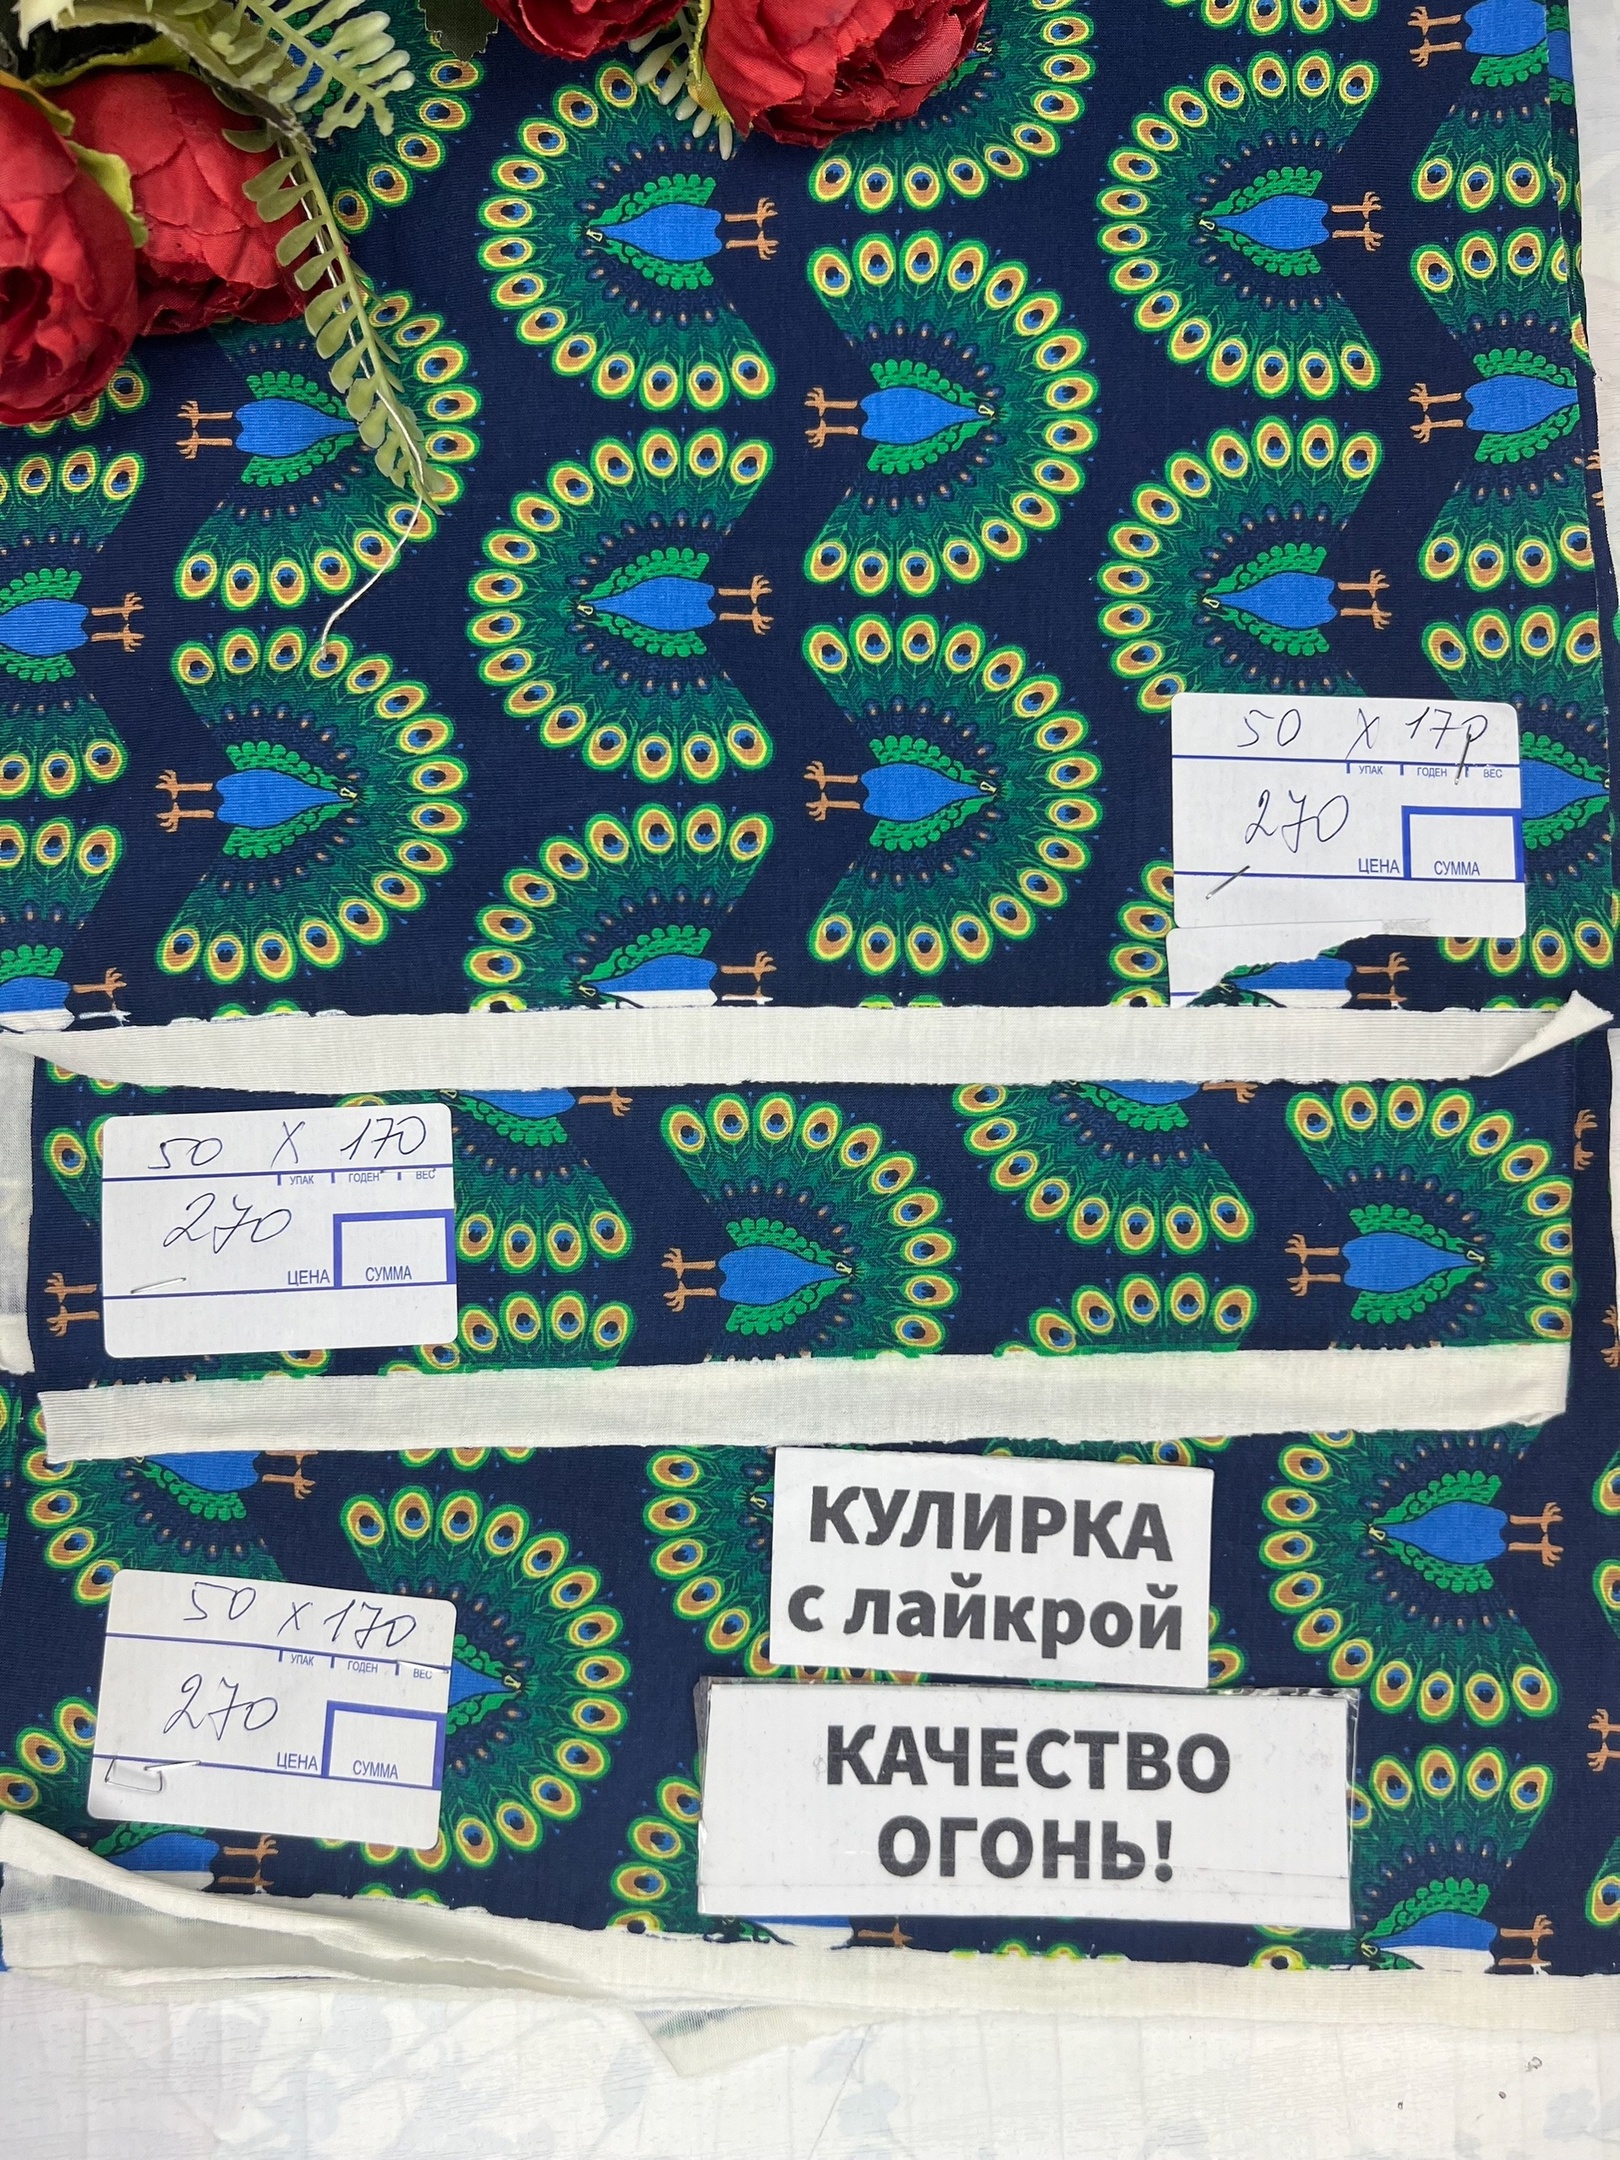 50 X 170
УПАК ГОДЕН ВЕС
270
ЦЕНА СУММА
50 X 170
УПАК ГОДЕН ВЕС
270
ЦЕНА СУММА
КУЛИРКА
с лайкрой
50 X 170
УПАК ГОДЕН ВЕС
270
ЦЕНА СУММА
КАЧЕСТВО
ОГОНЬ!